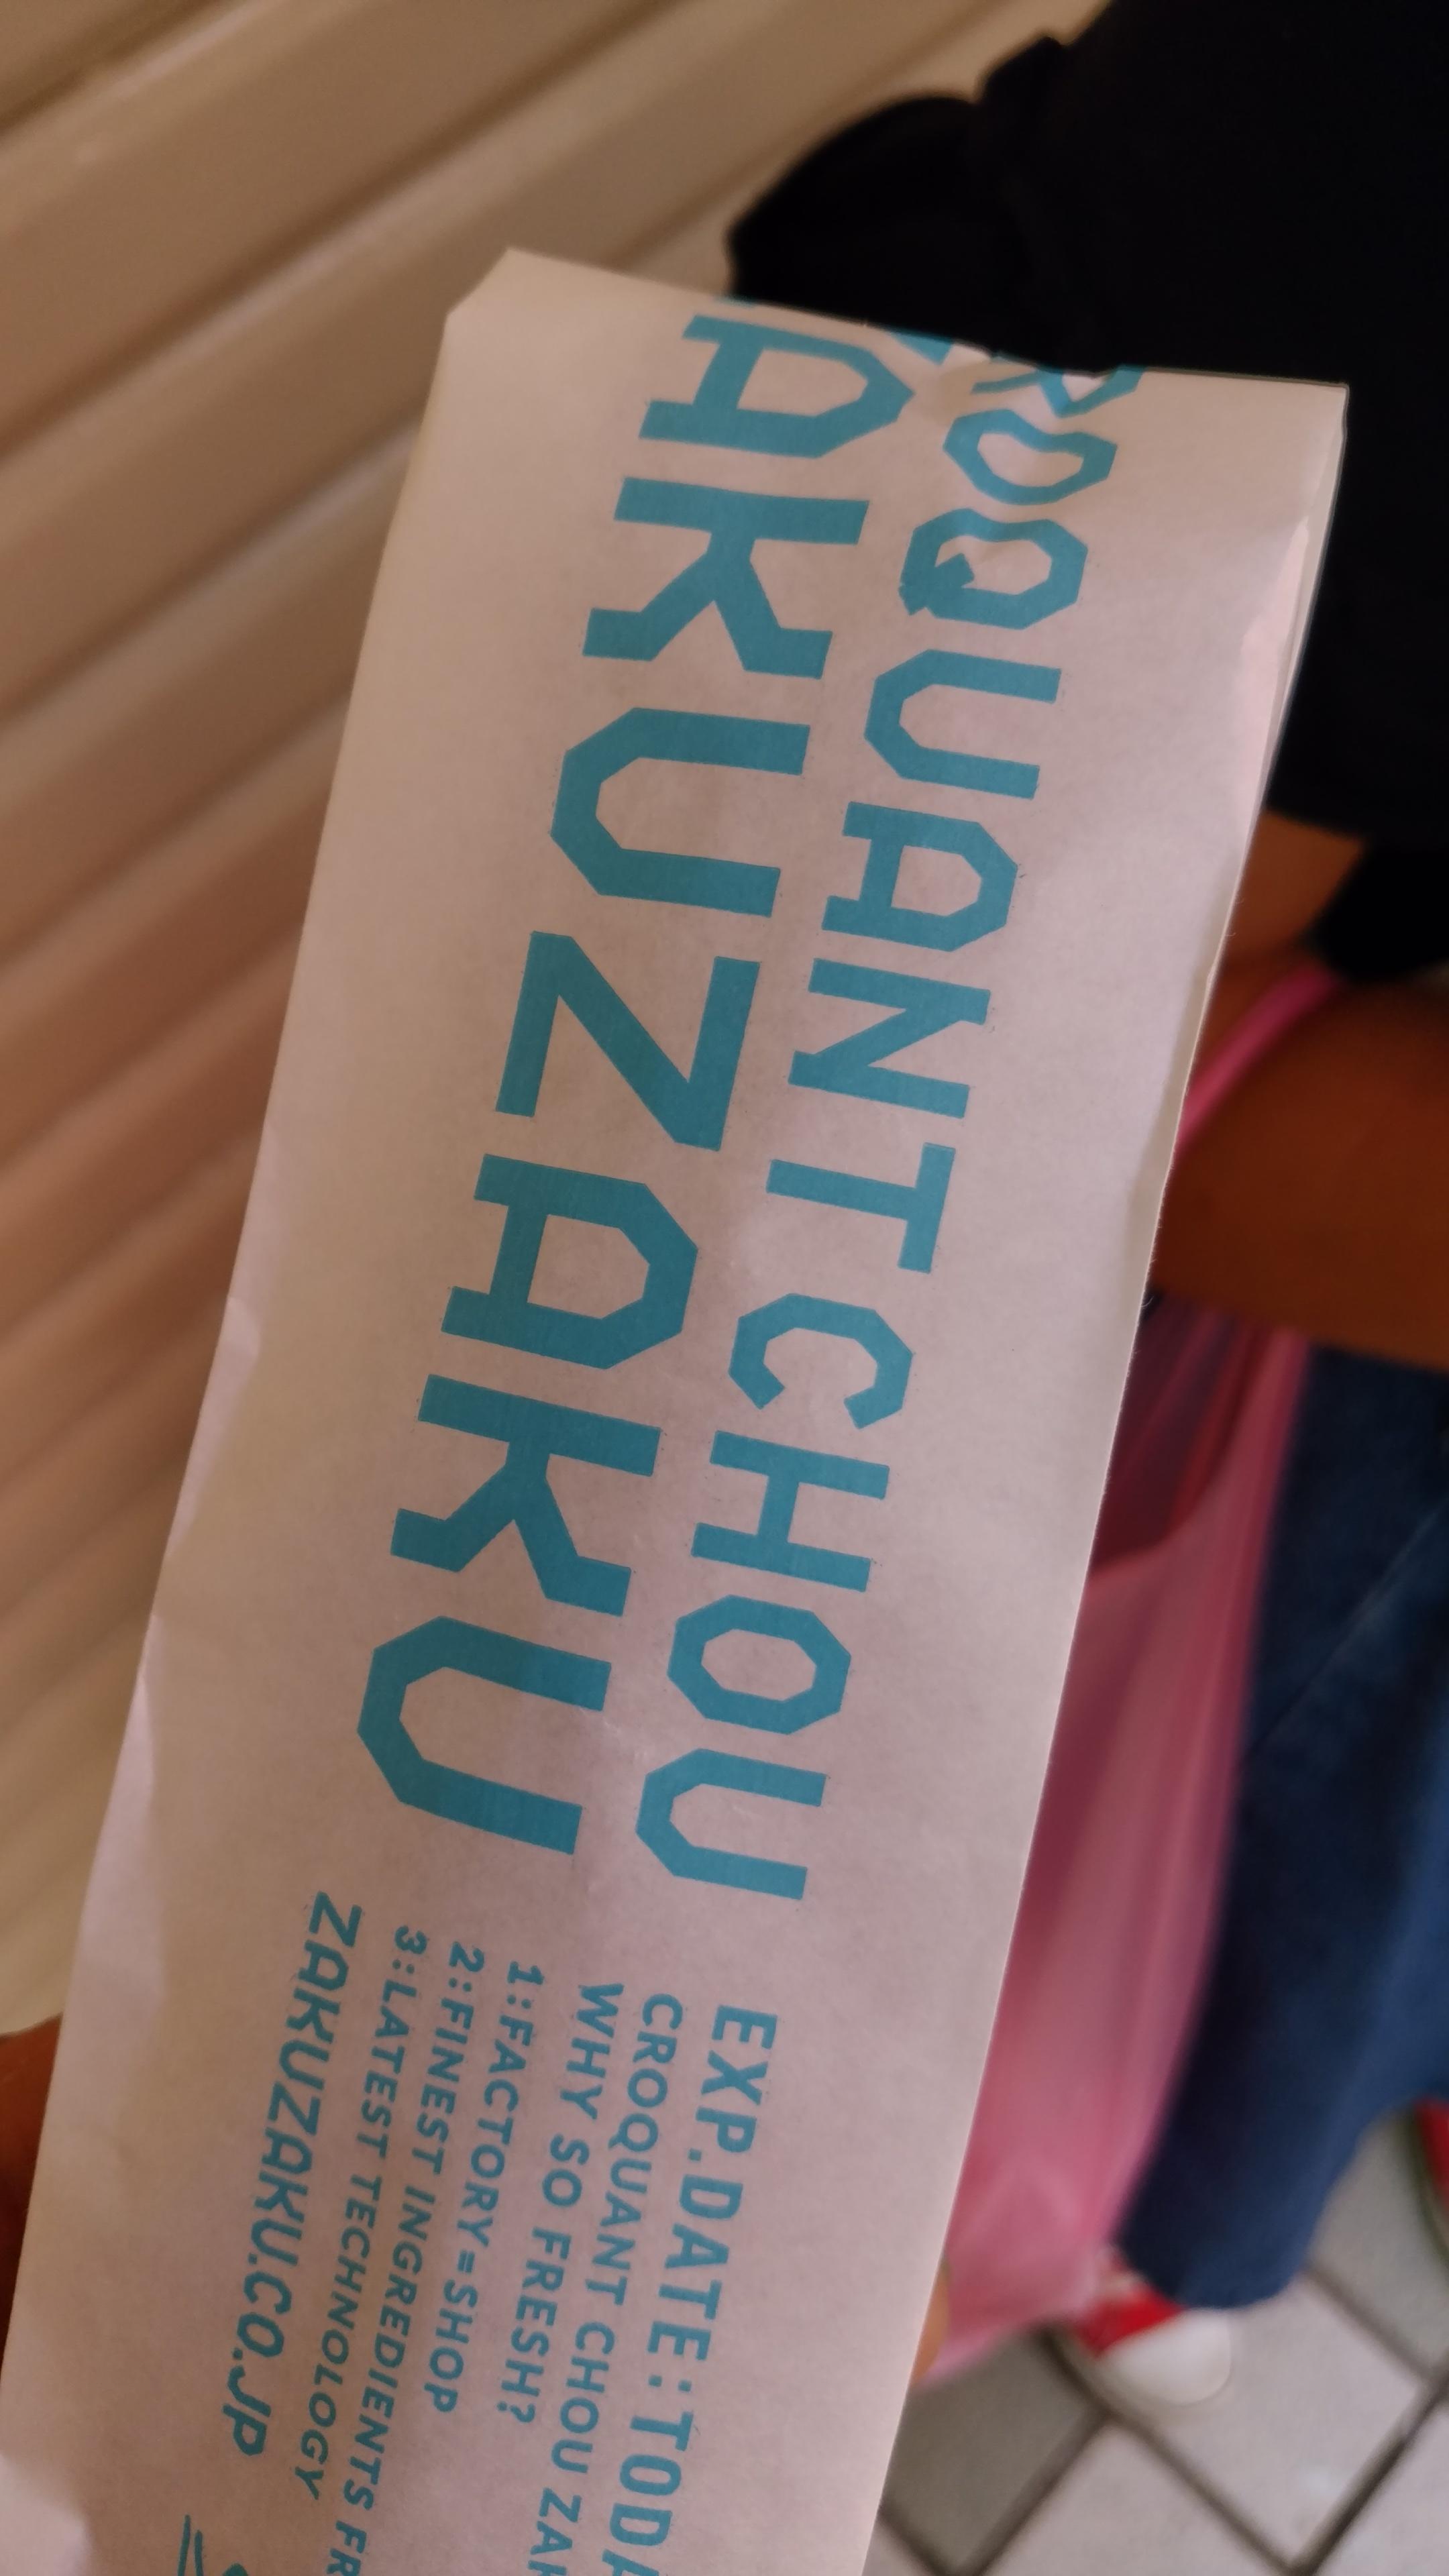 CROQUANT CHOU
ZAKUZAKU
EXP.DATE:TODA
CROQUANT CHOU ZAK
WHY SO FRESH?
1:FACTORY=SHOP
2:FINEST INGREDIENTS FR
3:LATEST TECHNOLOGY
ZAKUZAKU.CO.JP